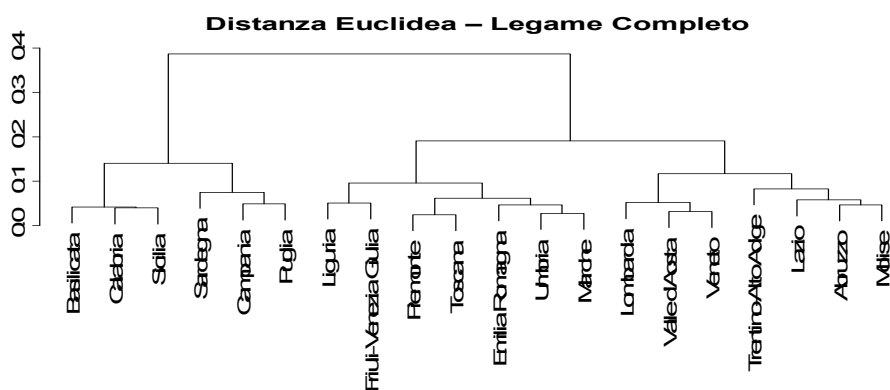 Distanza Euclidea – Legame Completo
0.4
0.3
0.2
0.1
0.0
Basilicata
Calabria
Sicilia
Sardegna
Campania
Puglia
Liguria
Friuli-Venezia Giulia
Piemonte
Toscana
Emilia Romagna
Umbria
Marche
Lombardia
Valle d'Aosta
Veneto
Trentino Alto Adige
Lazio
Abruzzo
Molise